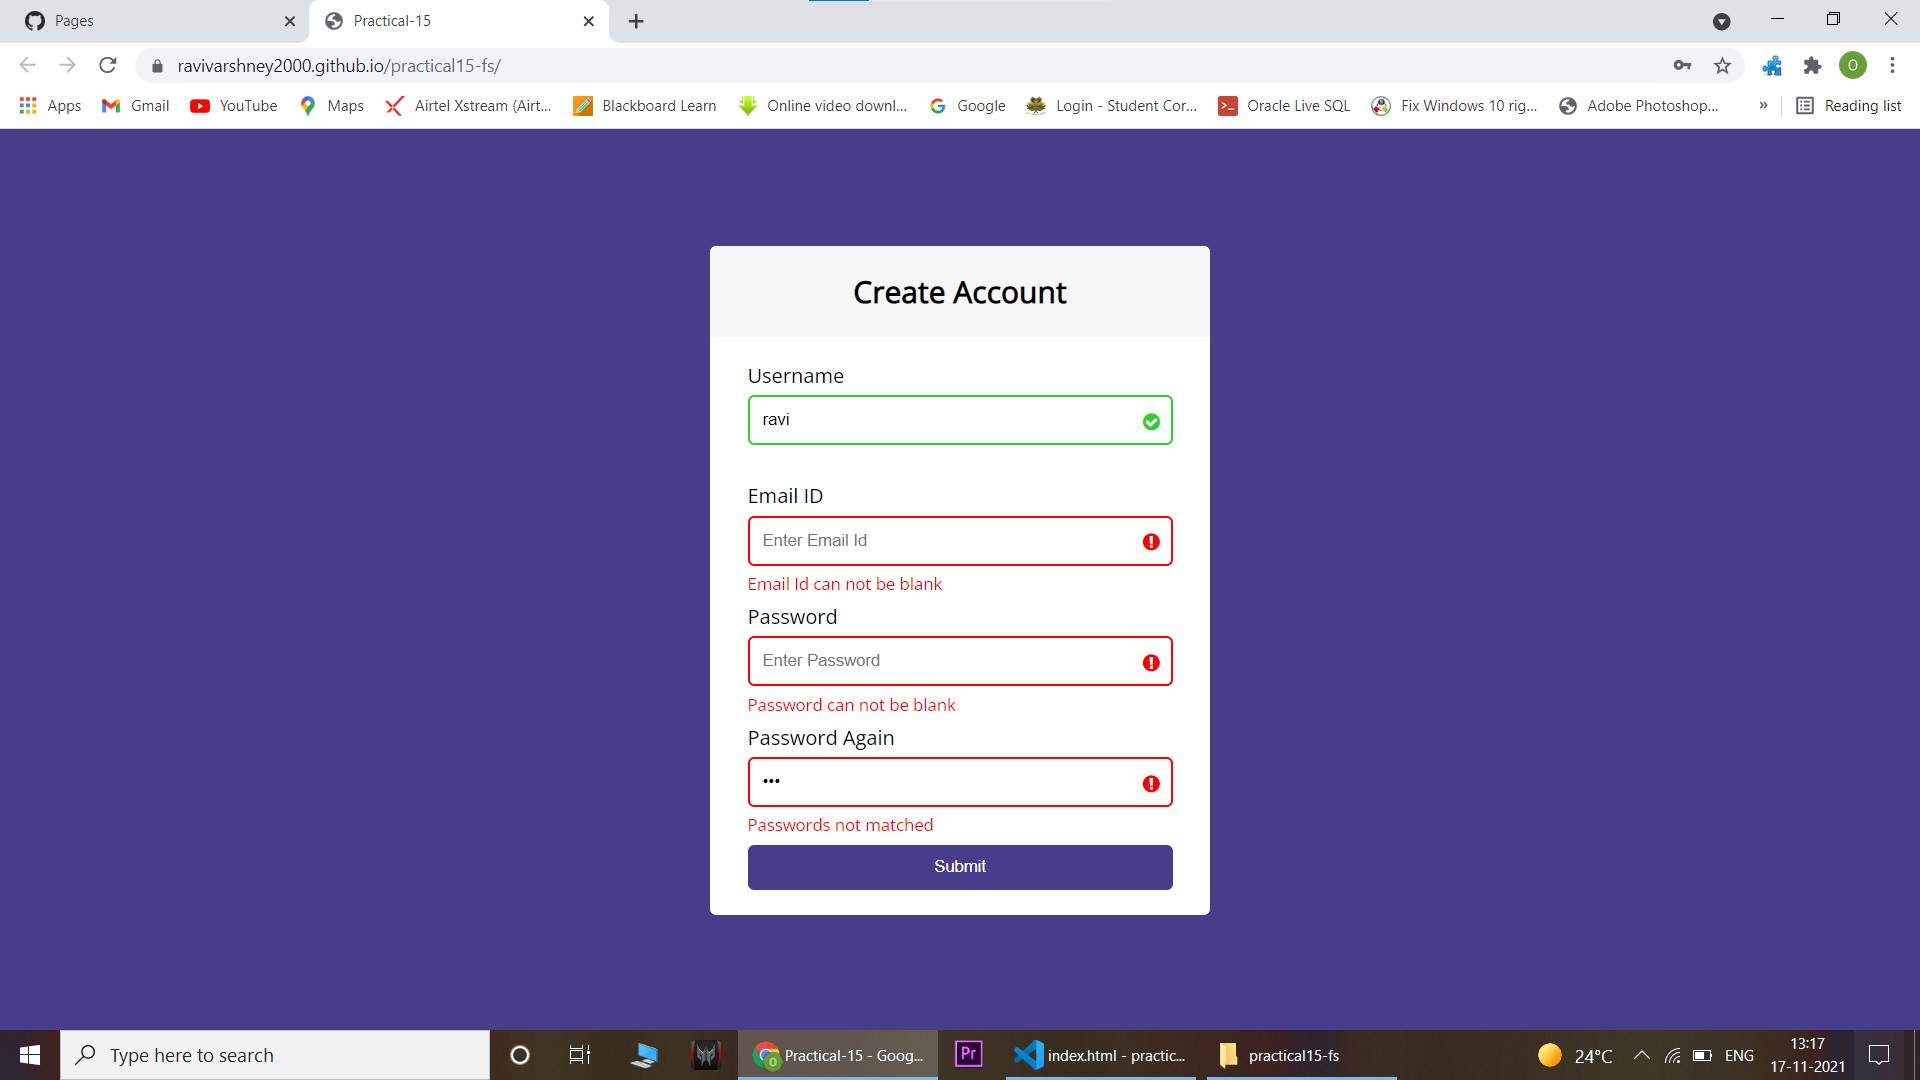 Pages
Practical-15
ravivarshney2000.github.io/practical15-fs/
O
Apps
Gmail
YouTube
Maps
Airtel Xstream (Airt...
Blackboard Learn
Online video downl...
Google
Login - Student Cor...
Oracle Live SQL
Fix Windows 10 rig...
Adobe Photoshop...
»
Reading list
Create Account
Username
ravi
Email ID
Enter Email Id
Email Id can not be blank
Password
Enter Password
Password can not be blank
Password Again
•••
Passwords not matched
Submit
Type here to search
Practical-15 - Goog...
Pr
index.html - practic...
practical15-fs
24°C
ENG
13:17
17-11-2021